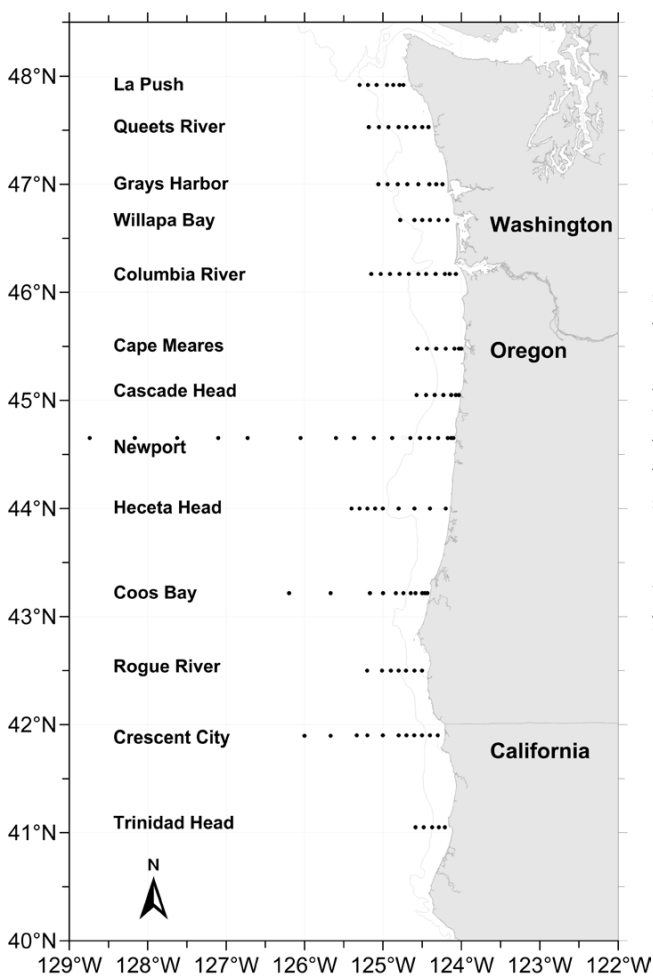 48°N
La Push
Queets River
47°N
Grays Harbor
Willapa Bay
Washington
Columbia River
46°N
Cape Meares
Oregon
Cascade Head
45°N
Newport
44°N
Heceta Head
Coos Bay
43°N
Rogue River
42°N
Crescent City
California
Trinidad Head
41°N
N
40°N
129°W 128°W 127°W 126°W 125°W 124°W 123°W 122°W